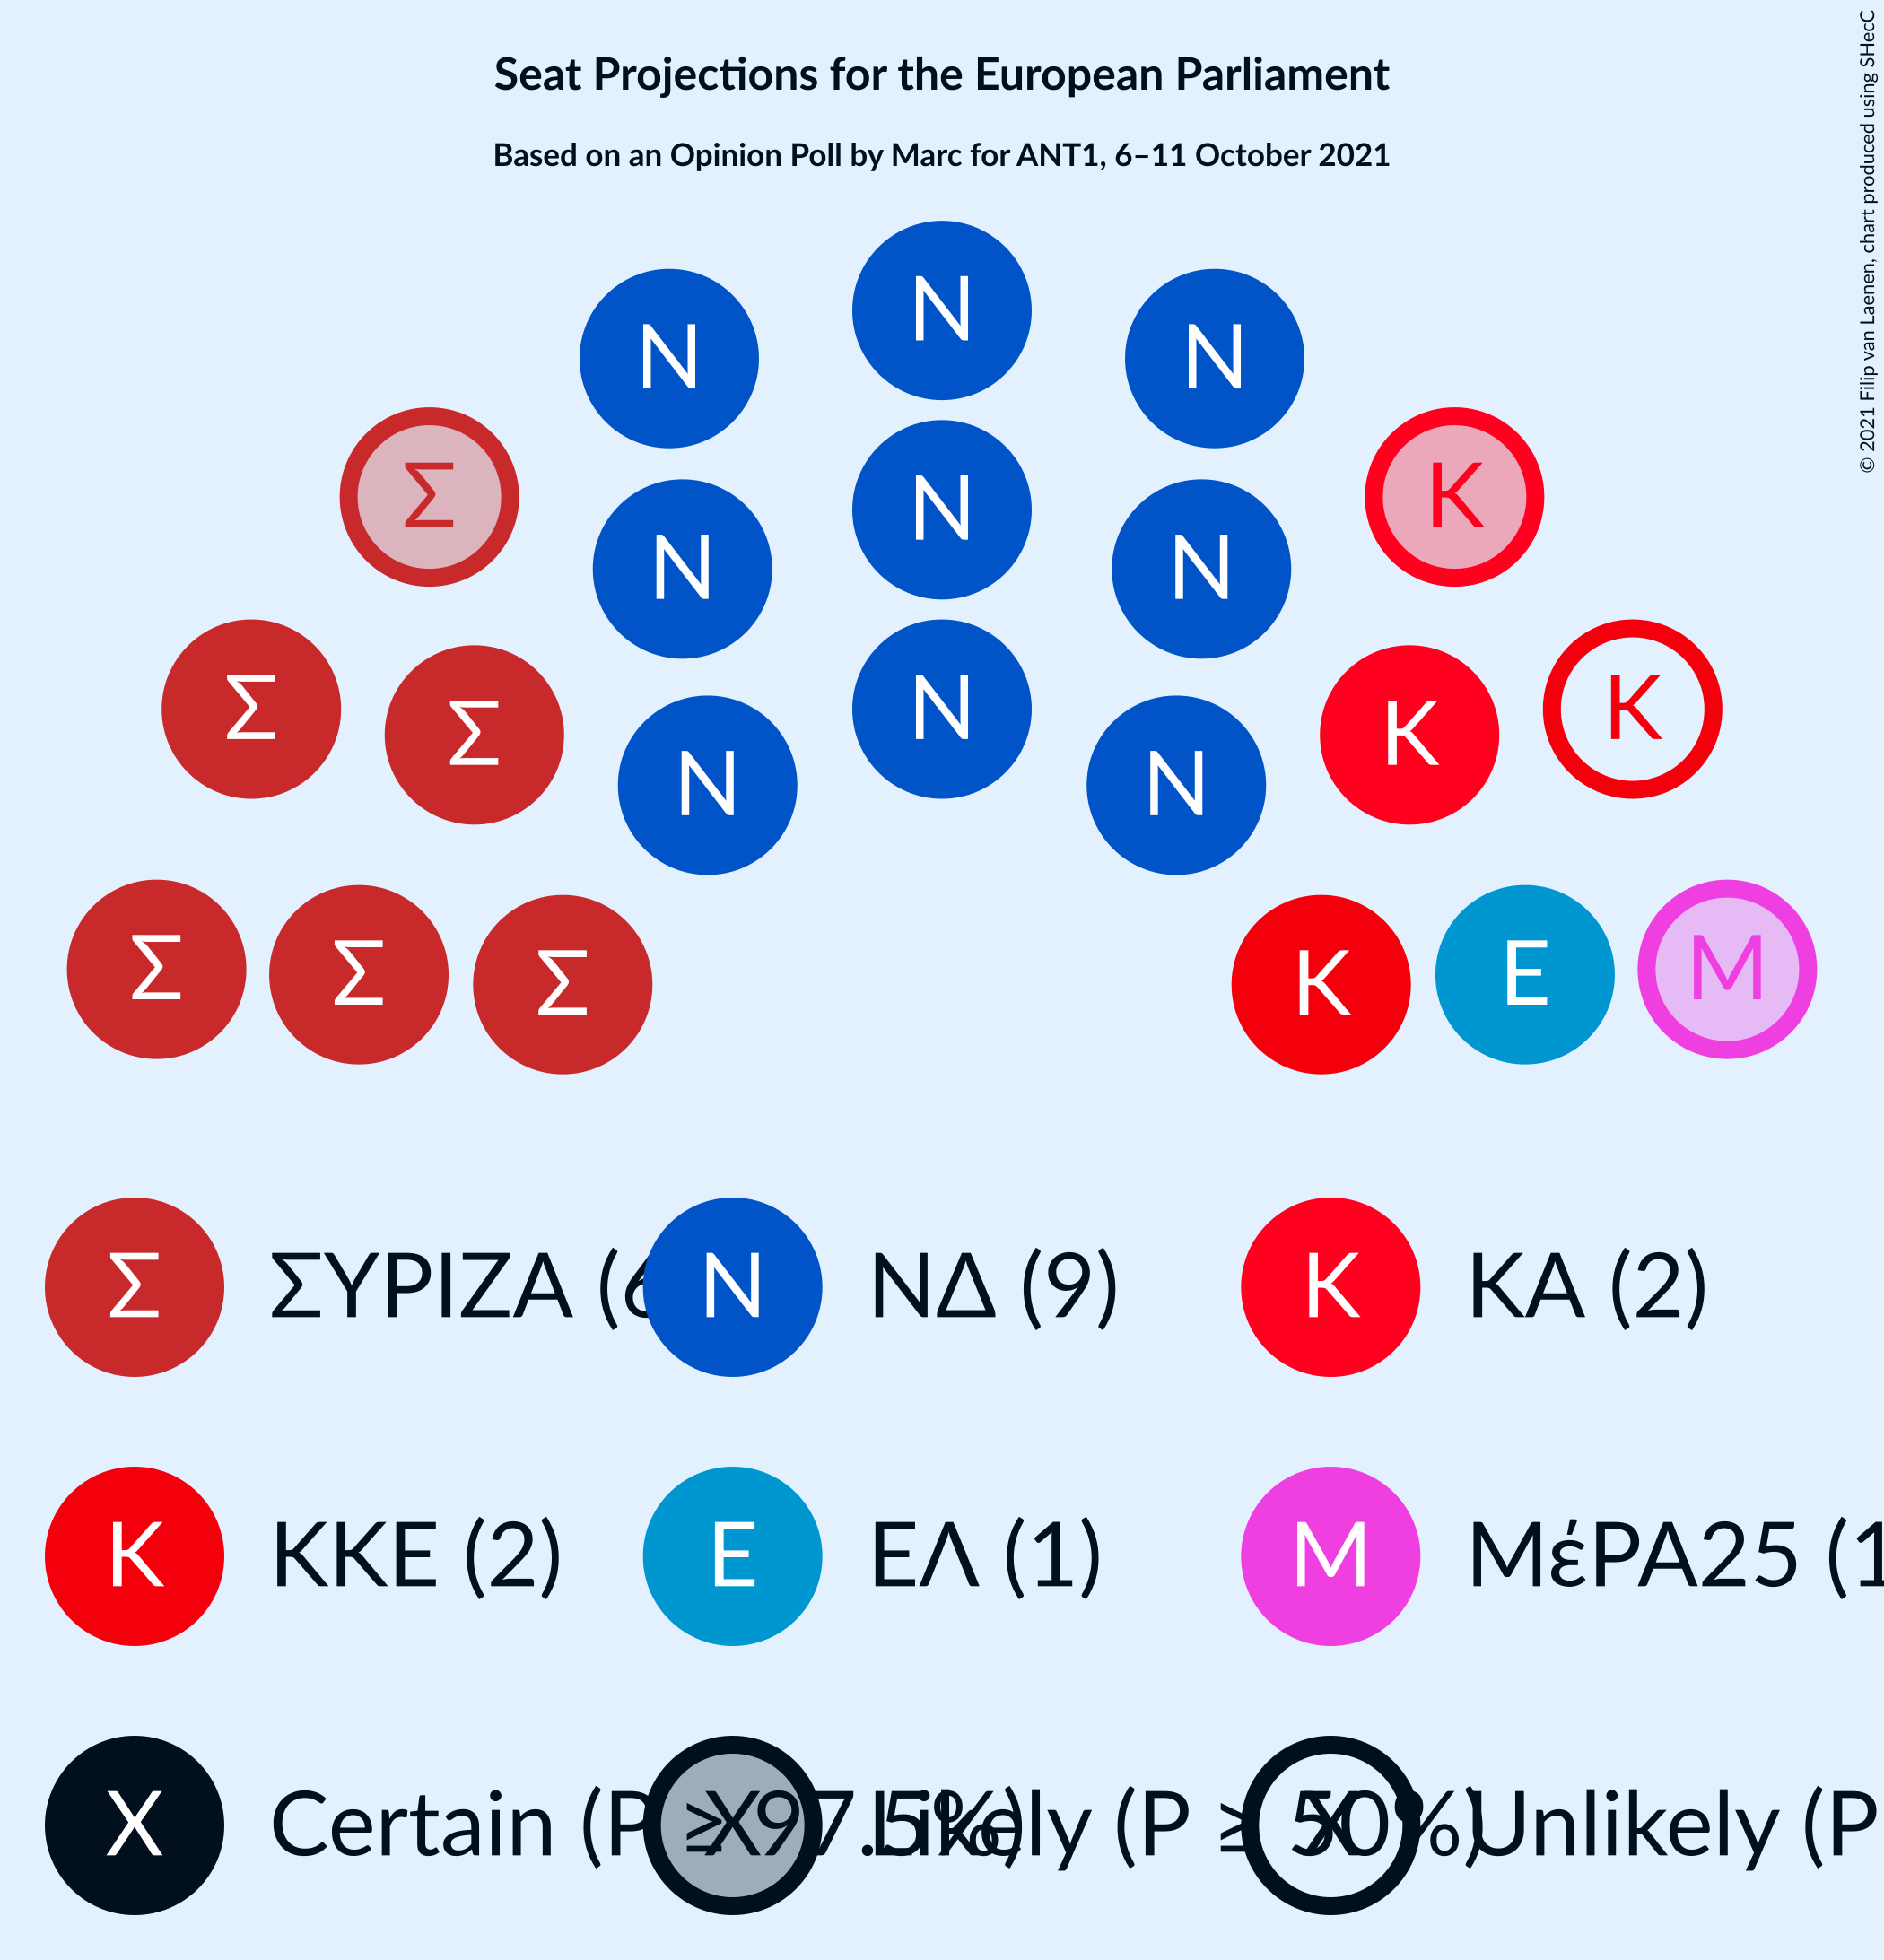 Seat Projections for the European Parliament
Based on an Opinion Poll by Marc for ANT1, 6–11 October 2021
© 2021 Filip van Laenen, chart produced using SHecC
N
N N
Σ N K
N N
Σ N K
Σ K
N N
Σ Σ Σ K E M
Σ ΣΥΡΙΖΑ (6 N ΝΔ (9) K ΚΑ (2)
K ΚΚΕ (2) E ΕΛ (1) M ΜέΡΑ25 (1
X Certain (P ≥ 97.5%) X Likely (P ≥ 50%) X Unlikely (P